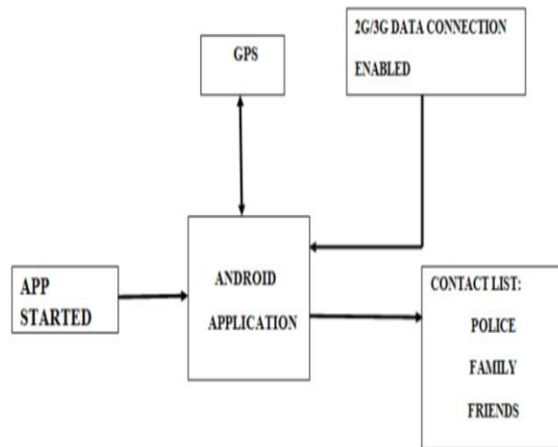 GPS
2G/3G DATA CONNECTION
ENABLED
APP
STARTED
ANDROID
APPLICATION
CONTACT LIST:
POLICE
FAMILY
FRIENDS